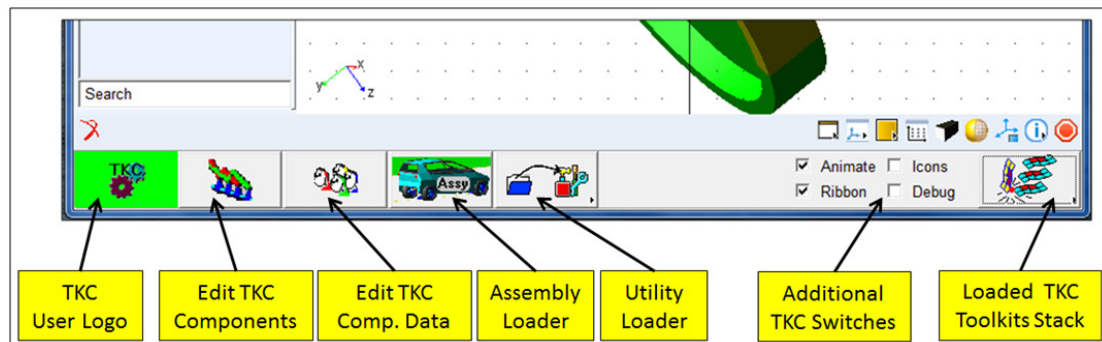 x
y
z
Search
TKC
Assy
Animate
Icons
Ribbon
Debug
TKC
User Logo
Edit TKC
Components
Edit TKC
Comp. Data
Assembly
Loader
Utility
Loader
Additional
TKC Switches
Loaded TKC
Toolkits Stack